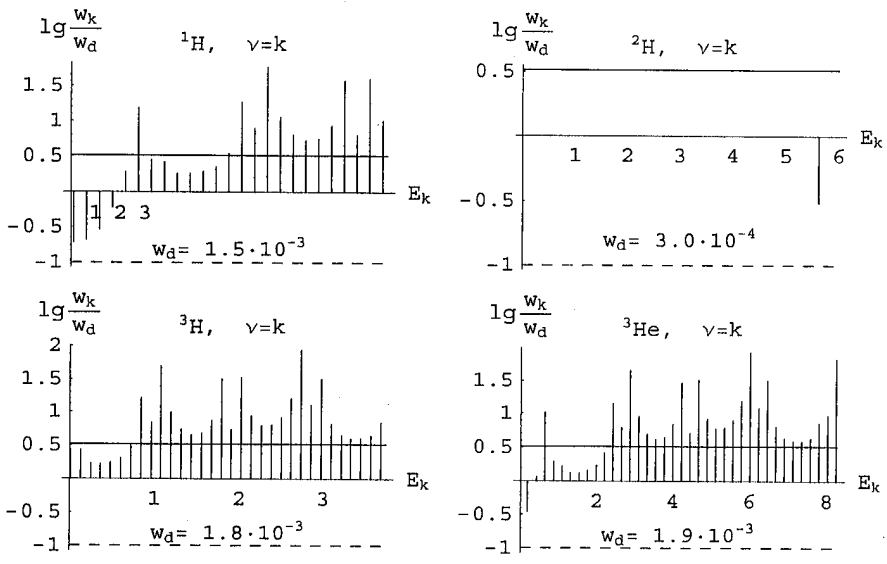 lg w_k/w_d
¹H, ν=k
1.5
1
0.5
-0.5
-1
1 2 3
E_k
w_d= 1.5·10⁻³
lg w_k/w_d
²H, ν=k
0.5
-0.5
-1
1 2 3 4 5 6
E_k
w_d= 3.0·10⁻⁴
lg w_k/w_d
³H, ν=k
2
1.5
1
0.5
-0.5
-1
1 2 3
E_k
w_d= 1.8·10⁻³
lg w_k/w_d
³He, ν=k
1.5
1
0.5
-0.5
-1
2 4 6 8
E_k
w_d= 1.9·10⁻³